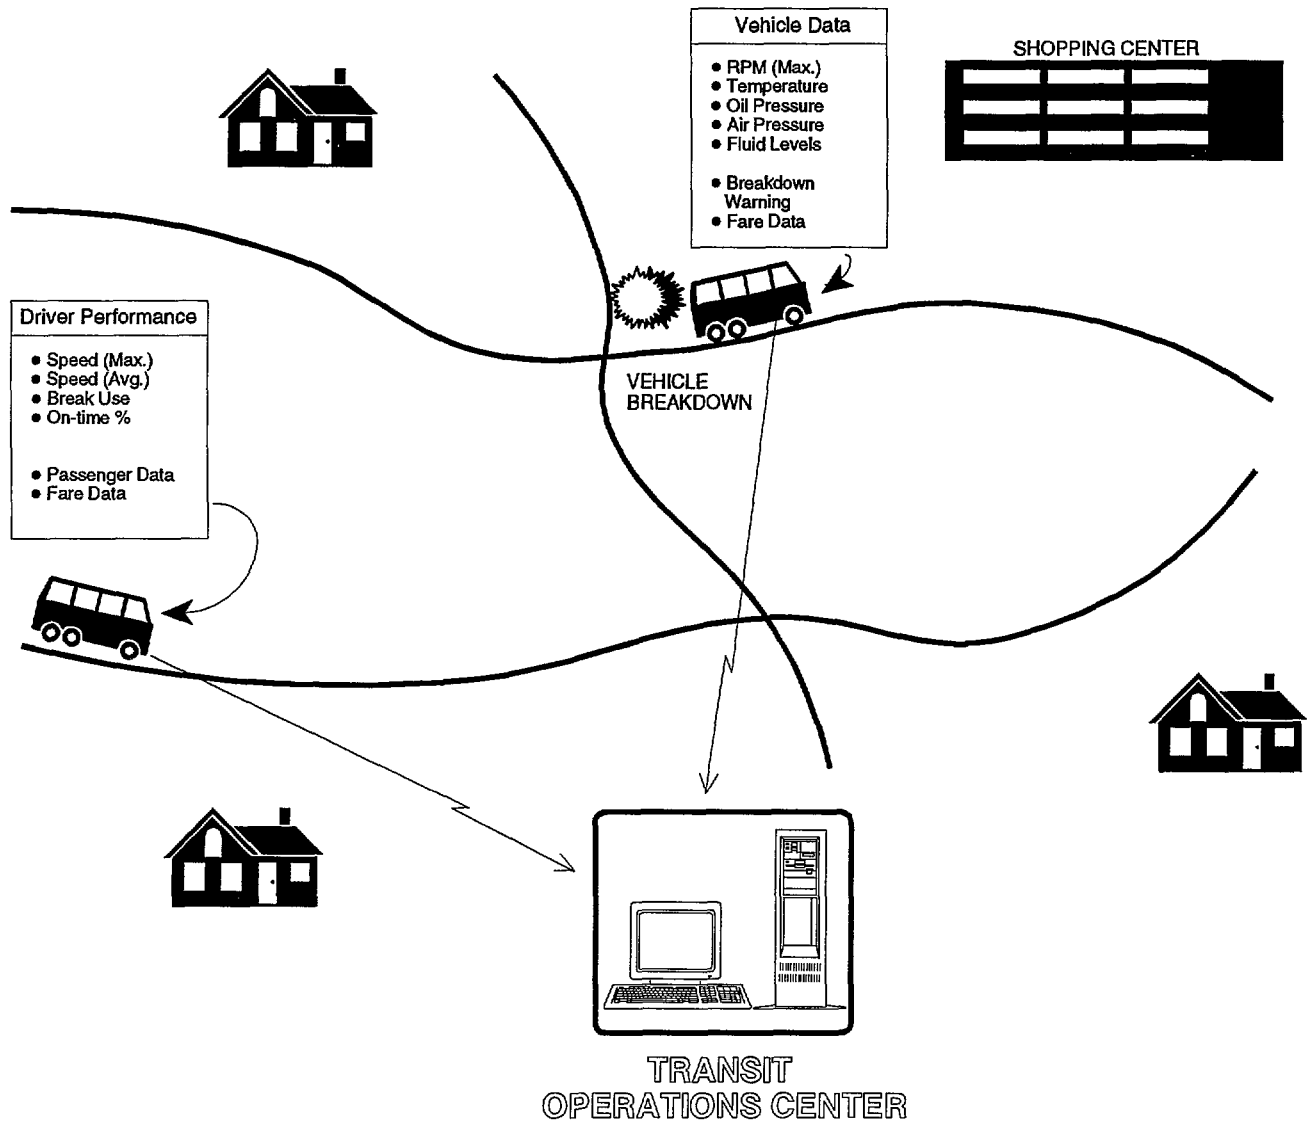 Vehicle Data
• RPM (Max.)
• Temperature
• Oil Pressure
• Air Pressure
• Fluid Levels
• Breakdown
Warning
• Fare Data
SHOPPING CENTER
Driver Performance
• Speed (Max.)
• Speed (Avg.)
• Break Use
• On-time %
• Passenger Data
• Fare Data
VEHICLE
BREAKDOWN
TRANSIT
OPERATIONS CENTER